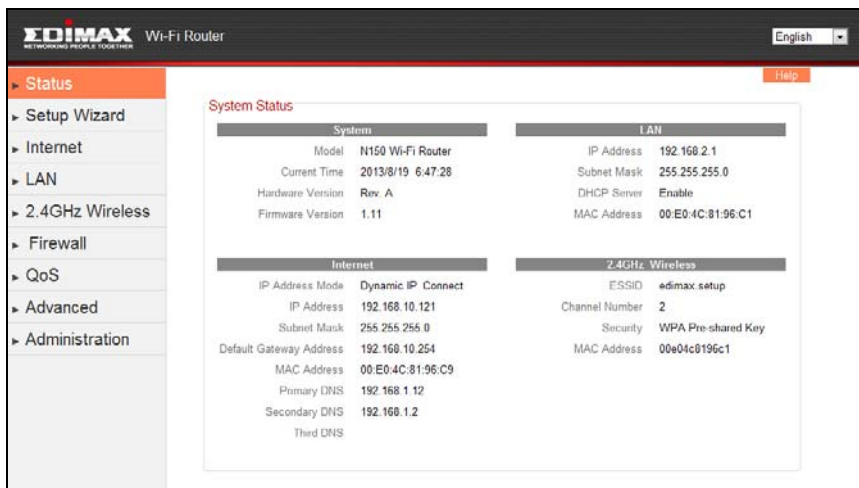 EDIMAX Wi-Fi Router
NETWORKING PEOPLE TOGETHER
English
Help
Status
Setup Wizard
Internet
LAN
2.4GHz Wireless
Firewall
QoS
Advanced
Administration
System Status
System
Model N150 Wi-Fi Router
Current Time 2013/8/19 6:47:28
Hardware Version Rev. A
Firmware Version 1.11
LAN
IP Address 192.168.2.1
Subnet Mask 255.255.255.0
DHCP Server Enable
MAC Address 00:E0:4C:81:96:C1
Internet
IP Address Mode Dynamic IP Connect
IP Address 192.168.10.121
Subnet Mask 255.255.255.0
Default Gateway Address 192.168.10.254
MAC Address 00:E0:4C:81:96:C9
Primary DNS 192.168.1.12
Secondary DNS 192.168.1.2
Third DNS
2.4GHz Wireless
ESSID edimax.setup
Channel Number 2
Security WPA Pre-shared Key
MAC Address 00e04c8196c1